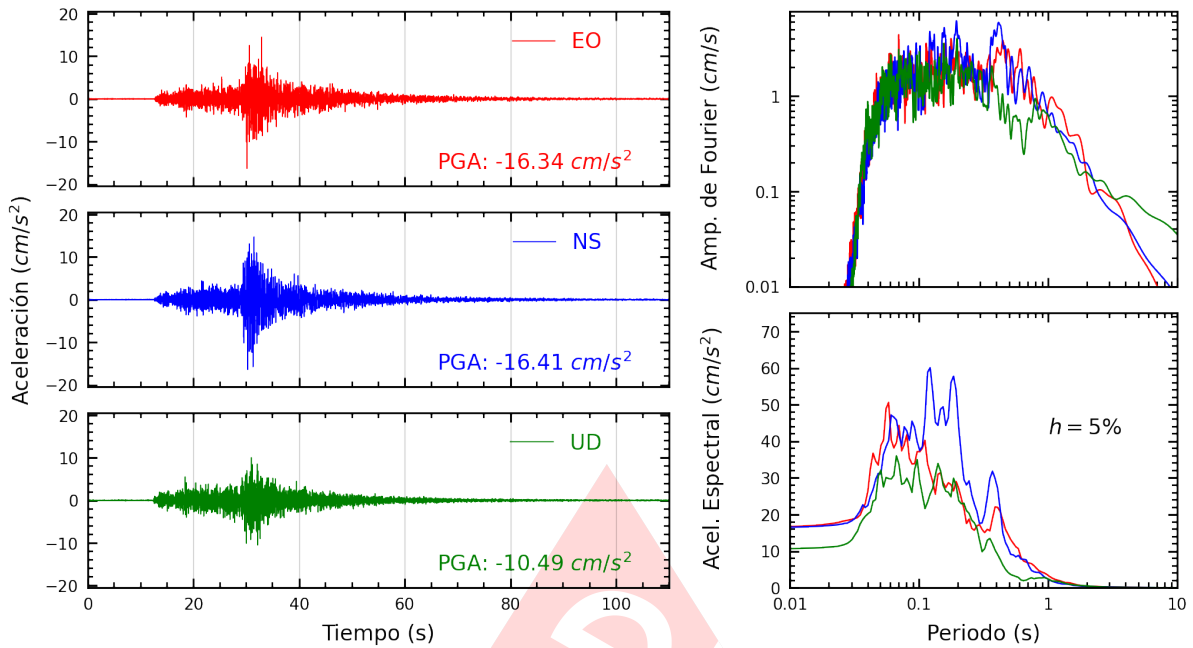 Aceleración (cm/s²)
20
10
0
−10
−20
EO
PGA: -16.34 cm/s²
20
10
0
−10
−20
NS
PGA: -16.41 cm/s²
20
10
0
−10
−20
UD
PGA: -10.49 cm/s²
0 20 40 60 80 100
Tiempo (s)
Amp. de Fourier (cm/s)
1
0.1
0.01
Acel. Espectral (cm/s²)
70
60
50
40
30
20
10
0
h = 5%
0.01 0.1 1 10
Periodo (s)